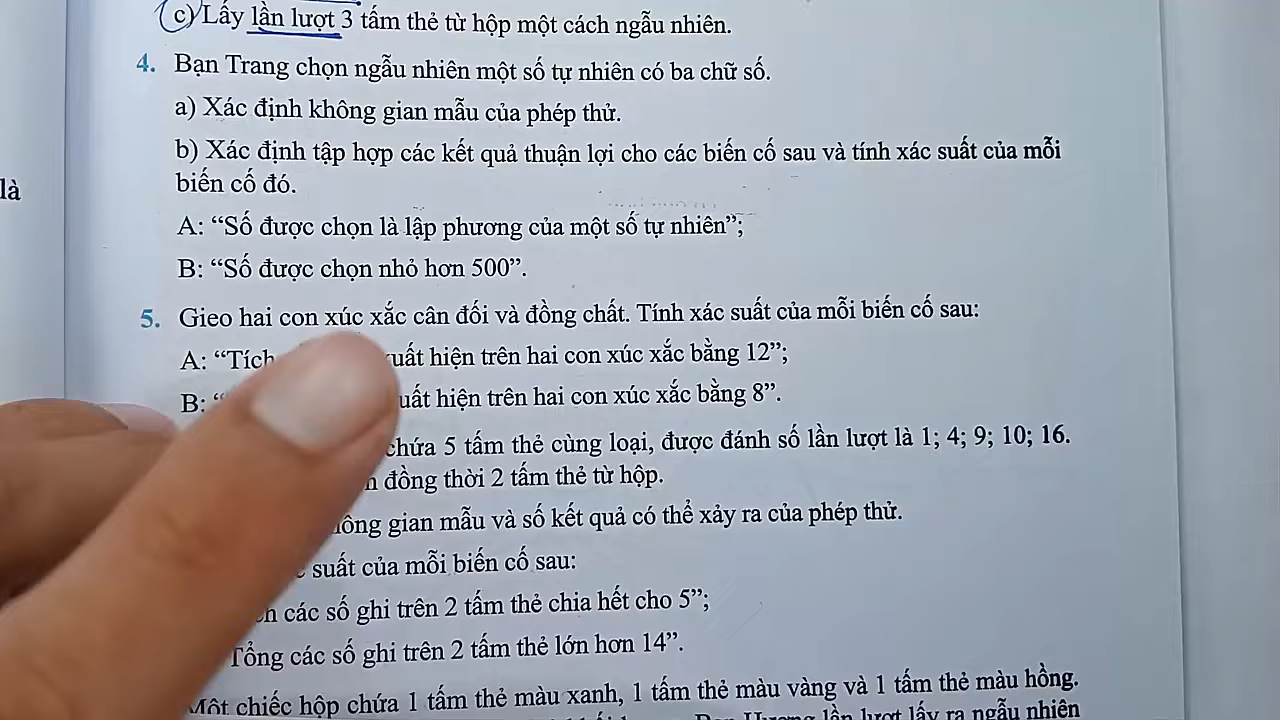 c) Lấy lần lượt 3 tấm thẻ từ hộp một cách ngẫu nhiên.
4. Bạn Trang chọn ngẫu nhiên một số tự nhiên có ba chữ số.
a) Xác định không gian mẫu của phép thử.
b) Xác định tập hợp các kết quả thuận lợi cho các biến cố sau và tính xác suất của mỗi
biến cố đó.
là
A: “Số được chọn là lập phương của một số tự nhiên”;
B: “Số được chọn nhỏ hơn 500”.
5. Gieo hai con xúc xắc cân đối và đồng chất. Tính xác suất của mỗi biến cố sau:
A: “Tích xuất hiện trên hai con xúc xắc bằng 12”;
B: “ xuất hiện trên hai con xúc xắc bằng 8”.
chứa 5 tấm thẻ cùng loại, được đánh số lần lượt là 1; 4; 9; 10; 16.
đồng thời 2 tấm thẻ từ hộp.
không gian mẫu và số kết quả có thể xảy ra của phép thử.
suất của mỗi biến cố sau:
các số ghi trên 2 tấm thẻ chia hết cho 5”;
Tổng các số ghi trên 2 tấm thẻ lớn hơn 14”.
Một chiếc hộp chứa 1 tấm thẻ màu xanh, 1 tấm thẻ màu vàng và 1 tấm thẻ màu hồng.
lần lượt lấy ra ngẫu nhiên